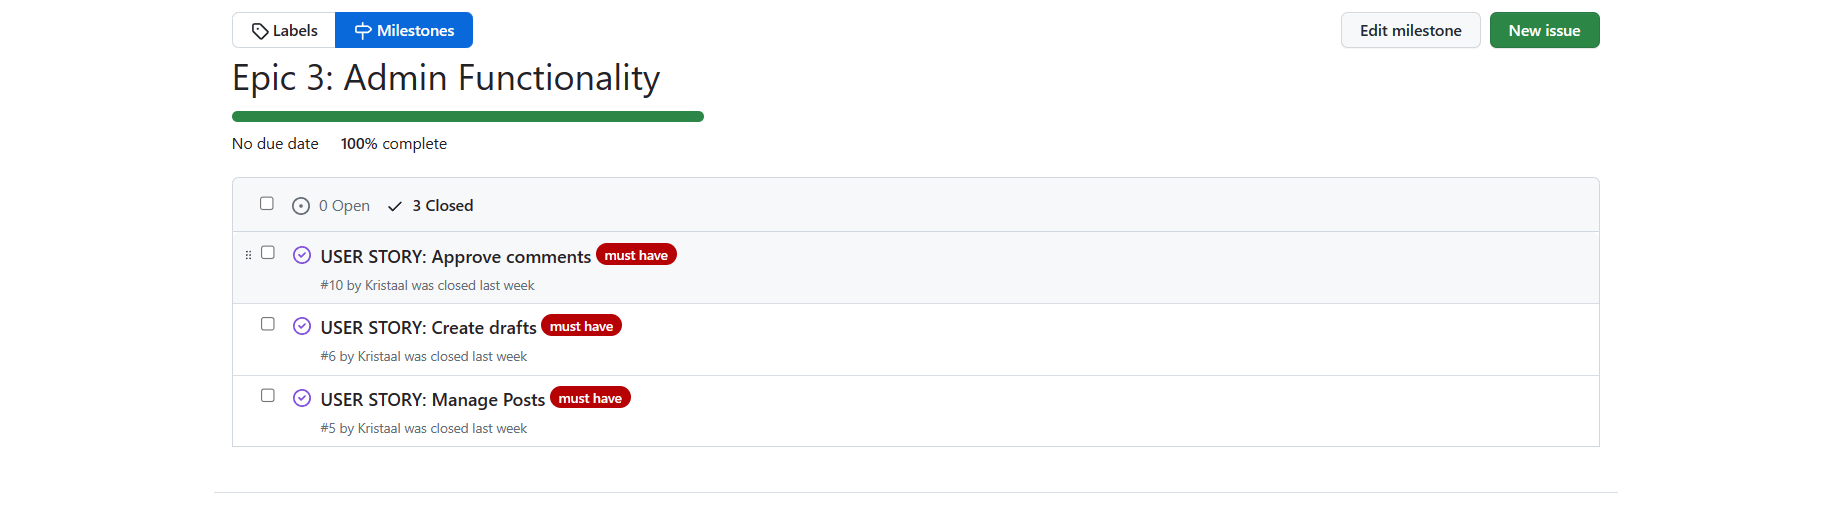 Labels Milestones Edit milestone New issue
Epic 3: Admin Functionality
No due date 100% complete
0 Open 3 Closed
USER STORY: Approve comments must have
#10 by Kristaal was closed last week
USER STORY: Create drafts must have
#6 by Kristaal was closed last week
USER STORY: Manage Posts must have
#5 by Kristaal was closed last week